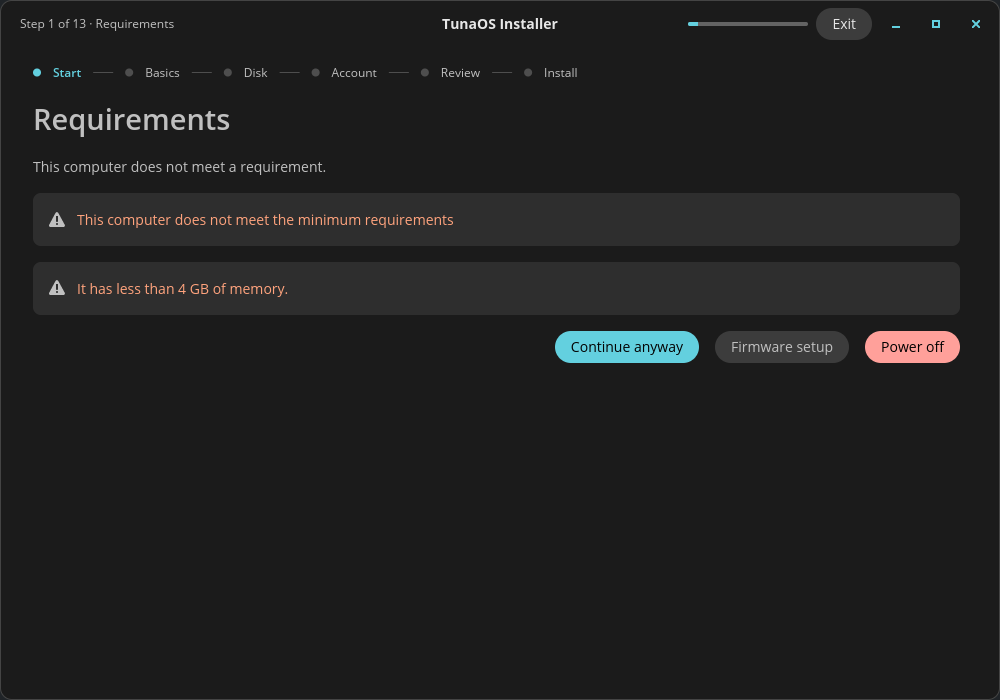 Step 1 of 13 · Requirements
TunaOS Installer
Exit
Start
Basics
Disk
Account
Review
Install
Requirements
This computer does not meet a requirement.
This computer does not meet the minimum requirements
It has less than 4 GB of memory.
Continue anyway
Firmware setup
Power off